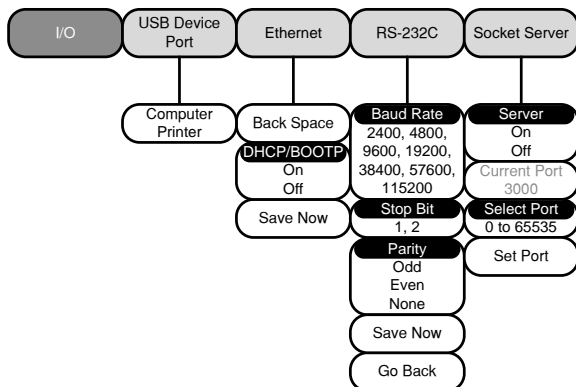 I/O
USB Device
Port
Ethernet
RS-232C
Socket Server
Computer
Printer
Back Space
DHCP/BOOTP
On
Off
Save Now
Baud Rate
2400, 4800,
9600, 19200,
38400, 57600,
115200
Stop Bit
1, 2
Parity
Odd
Even
None
Save Now
Go Back
Server
On
Off
Current Port
3000
Select Port
0 to 65535
Set Port